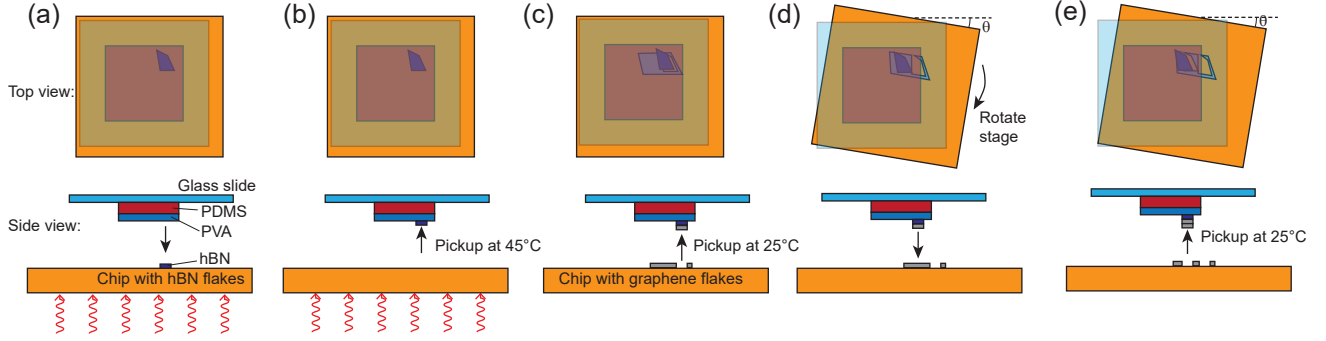 (a)
(b)
(c)
(d)
(e)
θ
θ
Top view:
Rotate
stage
Glass slide
PDMS
Side view:
PVA
hBN
Pickup at 45°C
Pickup at 25°C
Pickup at 25°C
Chip with hBN flakes
Chip with graphene flakes